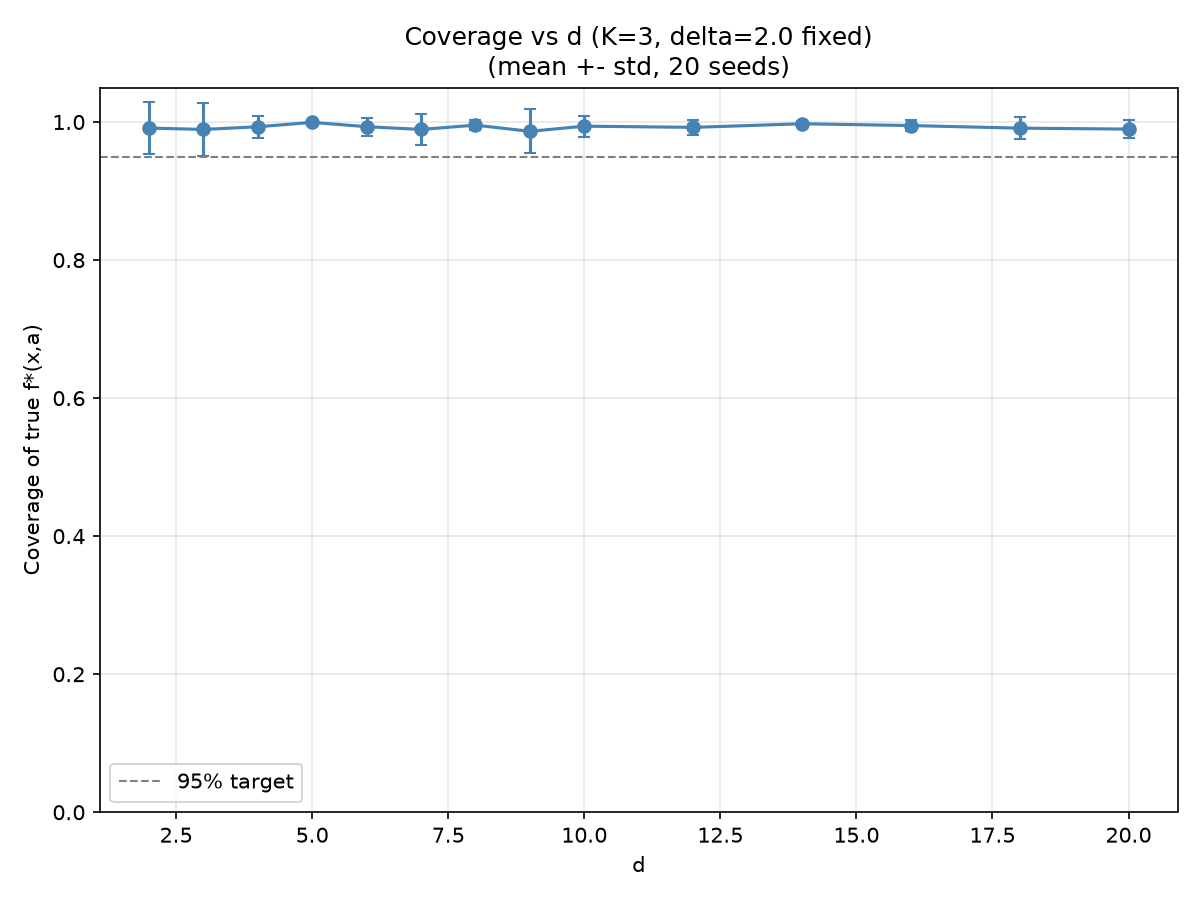 Coverage vs d (K=3, delta=2.0 fixed)
(mean +- std, 20 seeds)
Coverage of true f*(x,a)
1.0
0.8
0.6
0.4
0.2
0.0
95% target
2.5 5.0 7.5 10.0 12.5 15.0 17.5 20.0
d